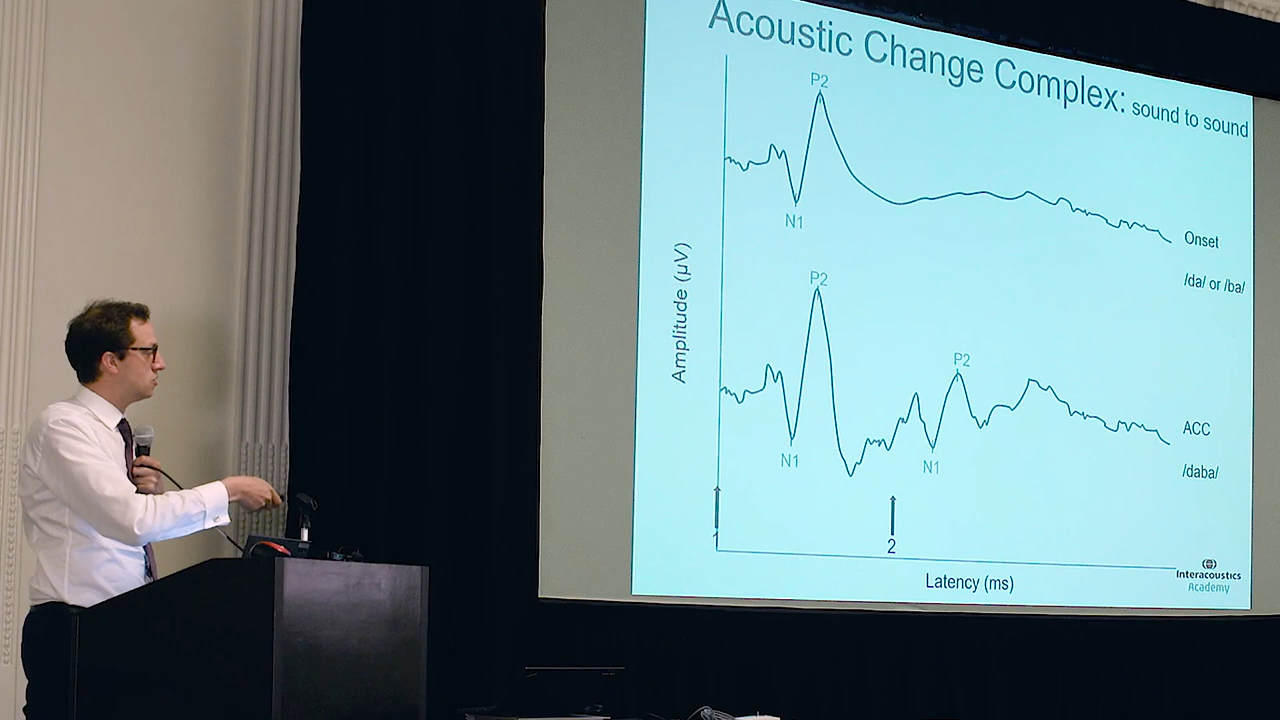 Acoustic Change Complex: sound to sound
P2
N1
Onset
/da/ or /ba/
Amplitude (µV)
P2
P2
N1
N1
ACC
/daba/
1
2
Latency (ms)
Interacoustics
Academy